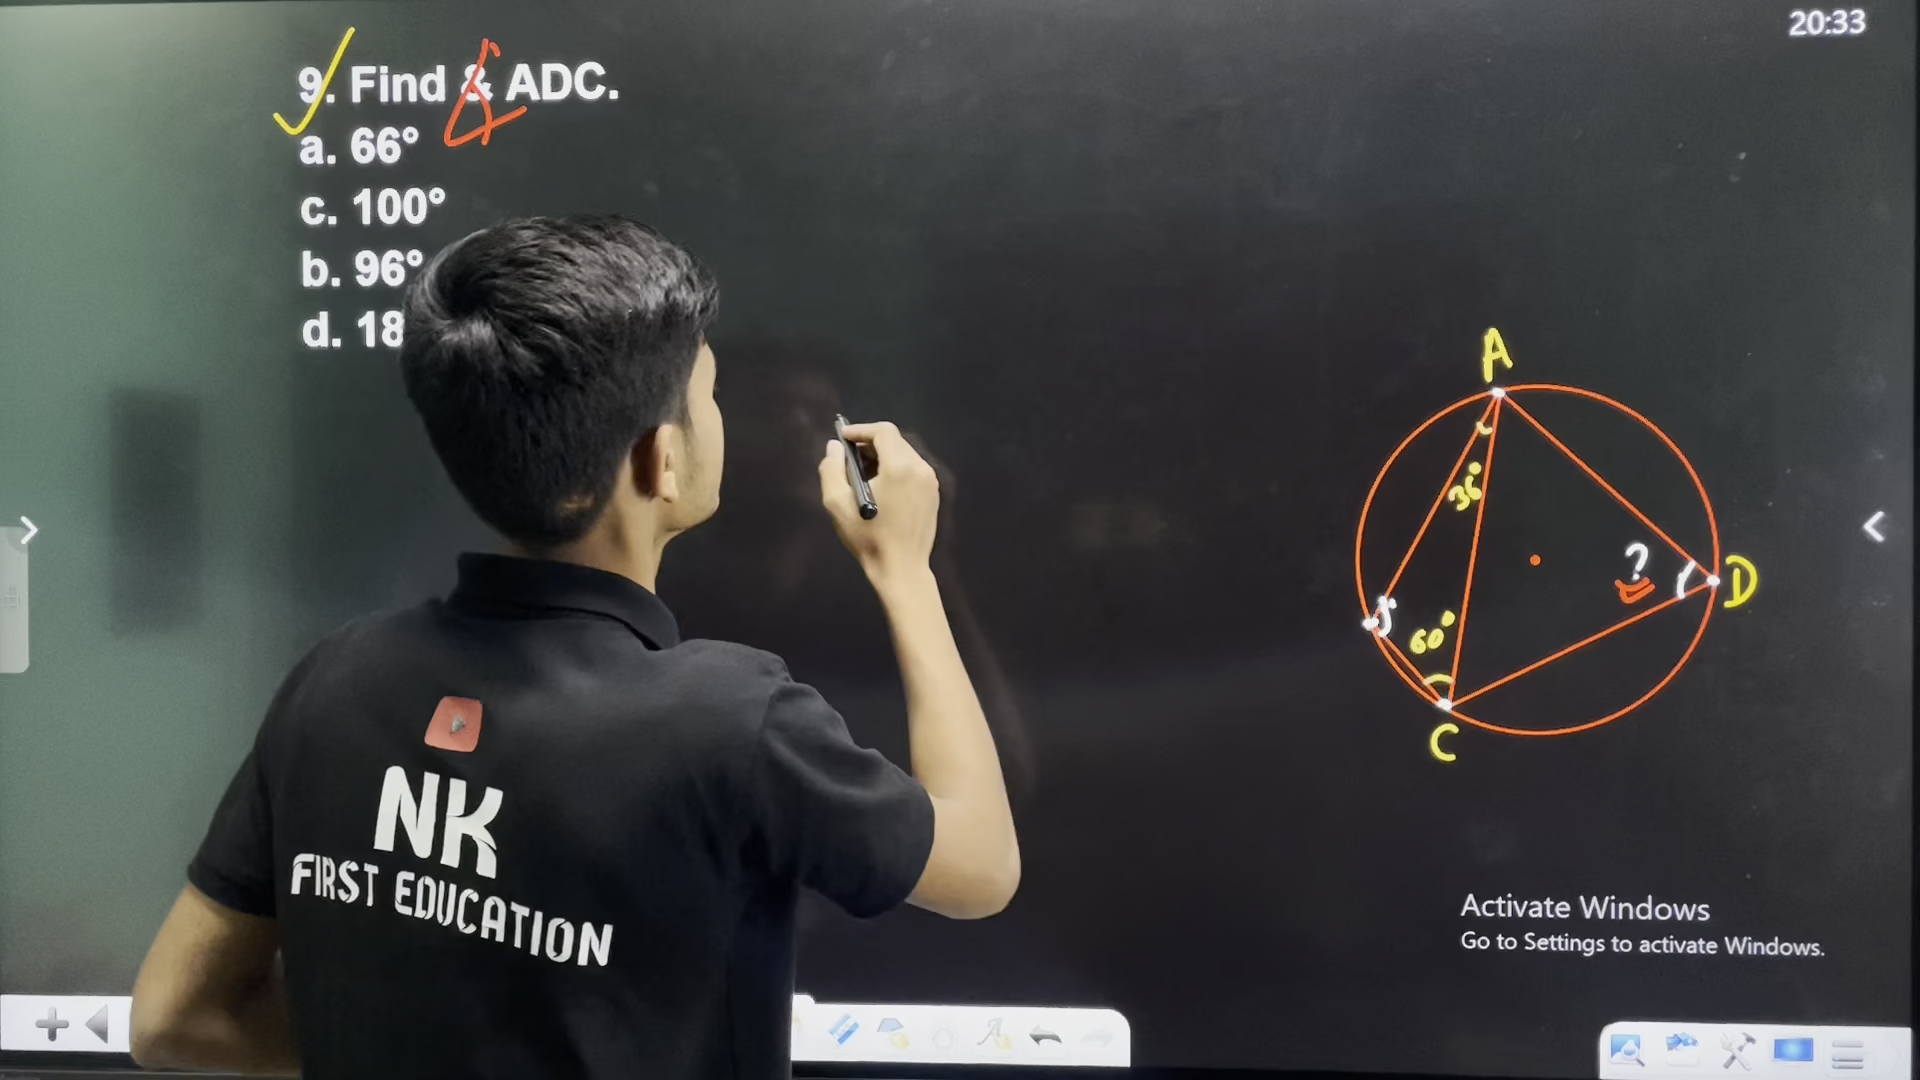 20:33
9. Find & ADC.
a. 66°
c. 100°
b. 96°
d. 18
A
36°
?
D
60°
C
NK
FIRST EDUCATION
Activate Windows
Go to Settings to activate Windows.